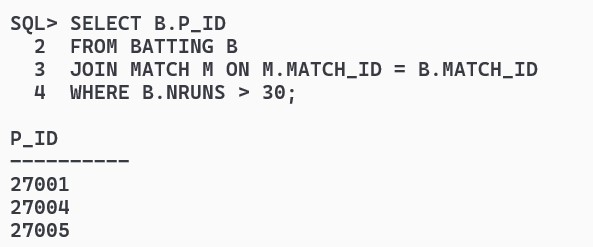 SQL> SELECT B.P_ID
2 FROM BATTING B
3 JOIN MATCH M ON M.MATCH_ID = B.MATCH_ID
4 WHERE B.NRUNS > 30;
P_ID
----------
27001
27004
27005